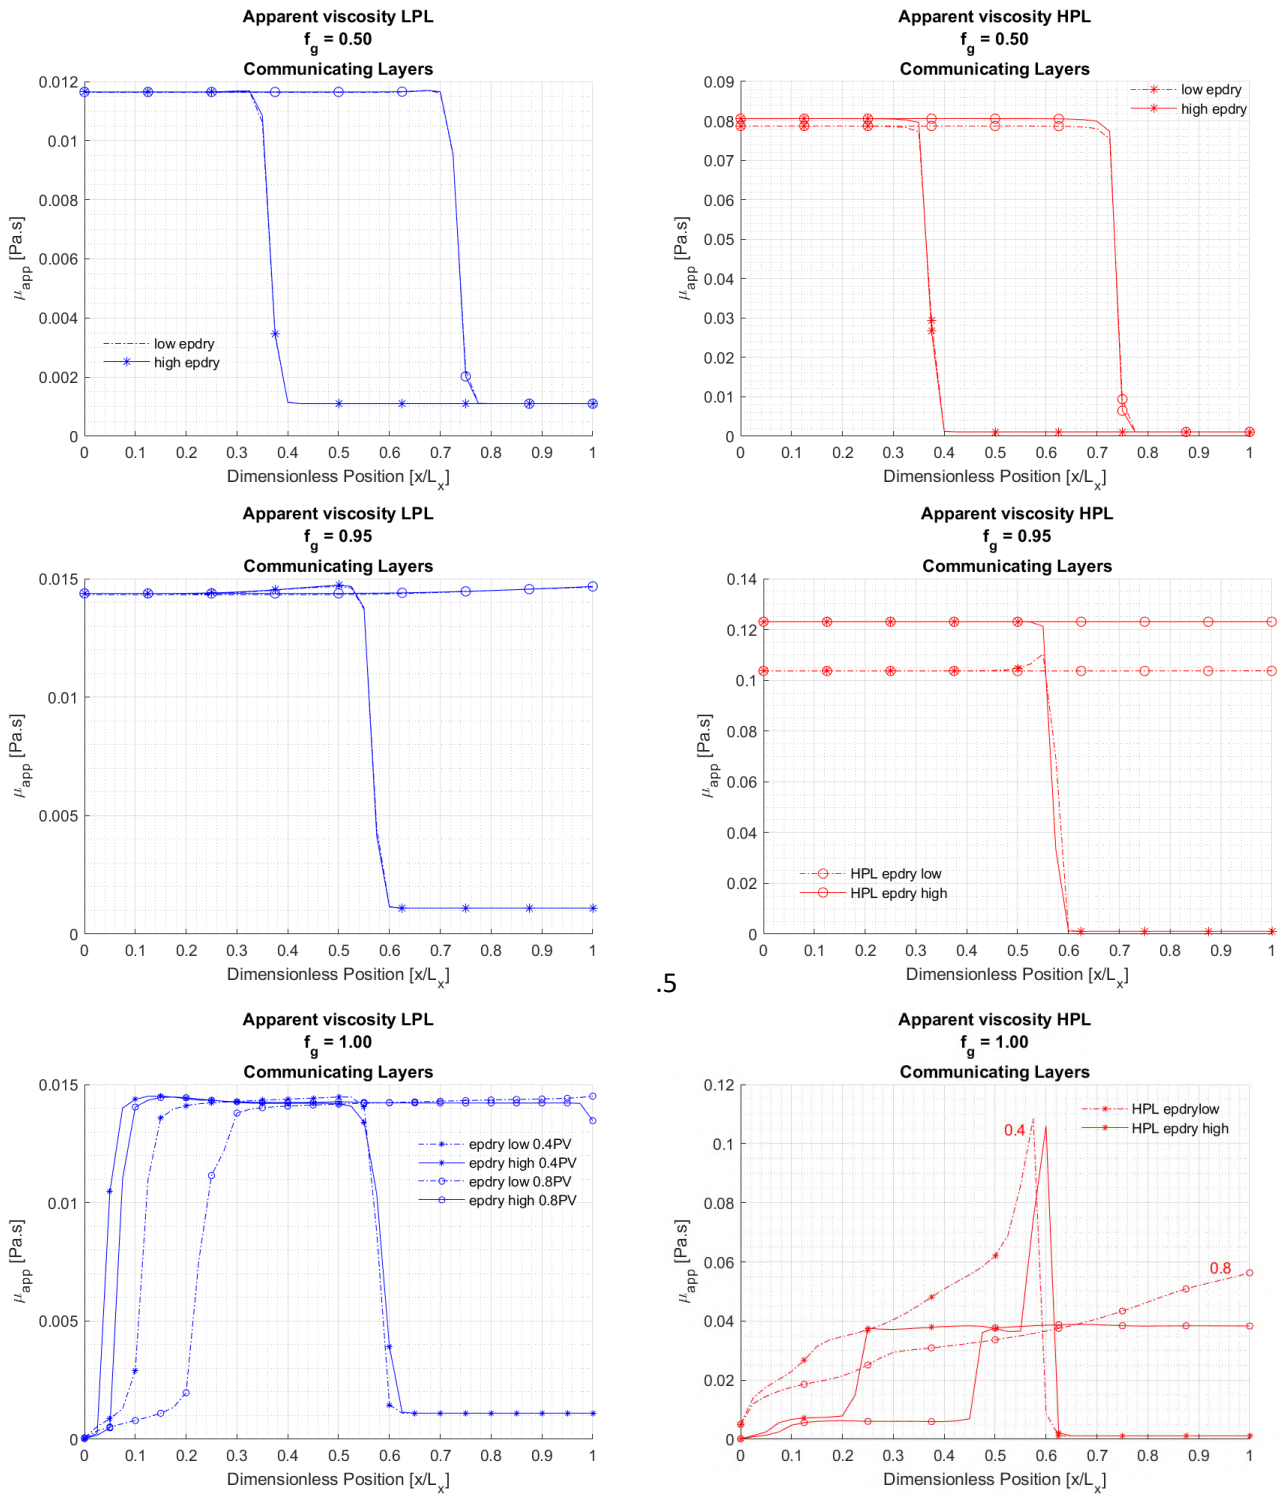 Apparent viscosity LPL
f_g = 0.50
Communicating Layers
0.012
0.01
0.008
0.006
0.004
0.002
0
μ_app [Pa.s]
low epdry
high epdry
0 0.1 0.2 0.3 0.4 0.5 0.6 0.7 0.8 0.9 1
Dimensionless Position [x/L_x]
Apparent viscosity HPL
f_g = 0.50
Communicating Layers
0.09
0.08
0.07
0.06
0.05
0.04
0.03
0.02
0.01
0
μ_app [Pa.s]
low epdry
high epdry
0 0.1 0.2 0.3 0.4 0.5 0.6 0.7 0.8 0.9 1
Dimensionless Position [x/L_x]
Apparent viscosity LPL
f_g = 0.95
Communicating Layers
0.015
0.01
0.005
0
μ_app [Pa.s]
0 0.1 0.2 0.3 0.4 0.5 0.6 0.7 0.8 0.9 1
Dimensionless Position [x/L_x]
Apparent viscosity HPL
f_g = 0.95
Communicating Layers
0.14
0.12
0.1
0.08
0.06
0.04
0.02
0
μ_app [Pa.s]
HPL epdry low
HPL epdry high
0 0.1 0.2 0.3 0.4 0.5 0.6 0.7 0.8 0.9 1
Dimensionless Position [x/L_x]
.5
Apparent viscosity LPL
f_g = 1.00
Communicating Layers
0.015
0.01
0.005
0
μ_app [Pa.s]
epdry low 0.4PV
epdry high 0.4PV
epdry low 0.8PV
epdry high 0.8PV
0 0.1 0.2 0.3 0.4 0.5 0.6 0.7 0.8 0.9 1
Dimensionless Position [x/L_x]
Apparent viscosity HPL
f_g = 1.00
Communicating Layers
0.12
0.1
0.08
0.06
0.04
0.02
0
μ_app [Pa.s]
HPL epdrylow
HPL epdry high
0.4
0.8
0 0.1 0.2 0.3 0.4 0.5 0.6 0.7 0.8 0.9 1
Dimensionless Position [x/L_x]